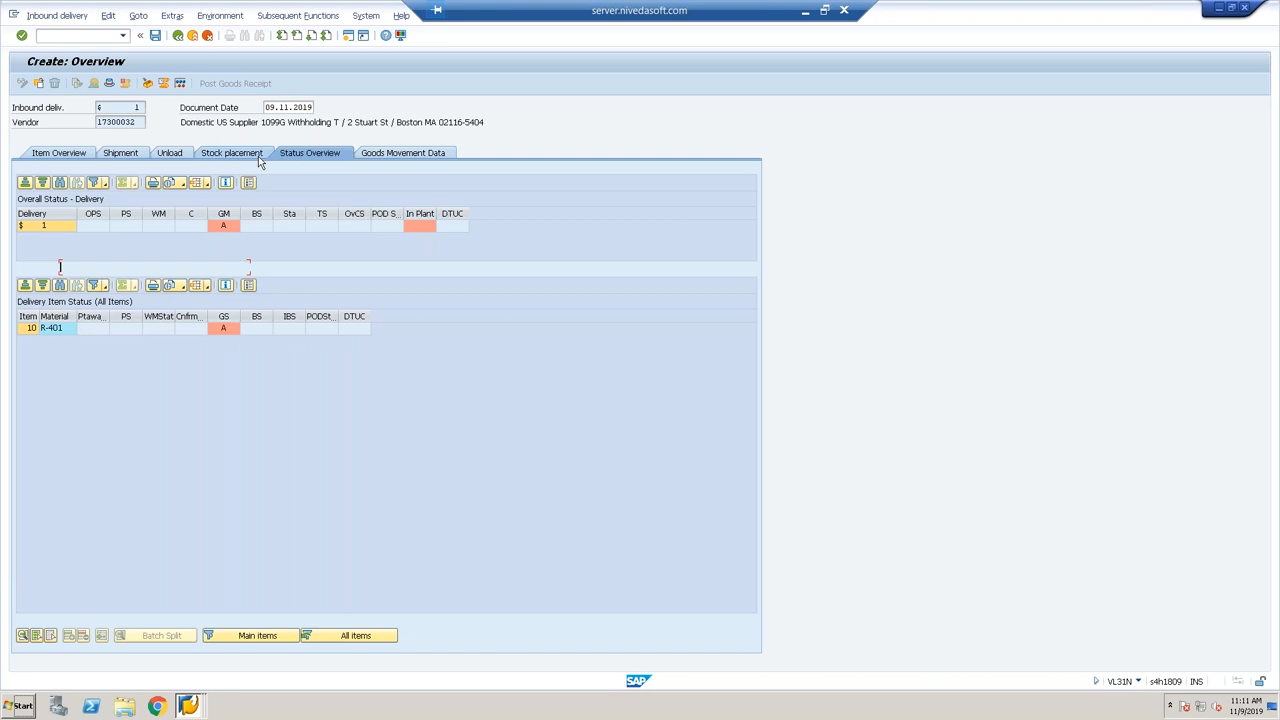 server.nivedasoft.com
Inbound delivery Edit Goto Extras Environment Subsequent Functions System Help
Create: Overview
Post Goods Receipt
Inbound deliv. $ 1 Document Date 09.11.2019
Vendor 17300032 Domestic US Supplier 1099G Withholding T / 2 Stuart St / Boston MA 02116-5404
Item Overview Shipment Unload Stock placement Status Overview Goods Movement Data
Overall Status - Delivery
Delivery OPS PS WM C GM BS Sta TS OvCS POD S... In Plant DTUC
$ 1 A
Delivery Item Status (All Items)
Item Material Ptawa... PS WMStat Cnfrm... GS BS IBS PODSt... DTUC
10 R-401 A
Batch Split Main items All items
SAP VL31N s4h1809 INS
Start 11:11 AM
11/9/2019